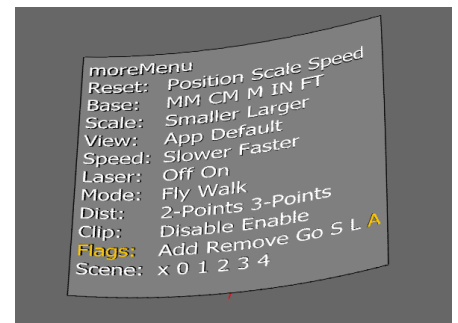 moreMenu
Reset: Position Scale Speed
Base: MM CM M IN FT
Scale: Smaller Larger
View: App Default
Speed: Slower Faster
Laser: Off On
Mode: Fly Walk
Dist: 2-Points 3-Points
Clip: Disable Enable
Flags: Add Remove Go S L A
Scene: x 0 1 2 3 4